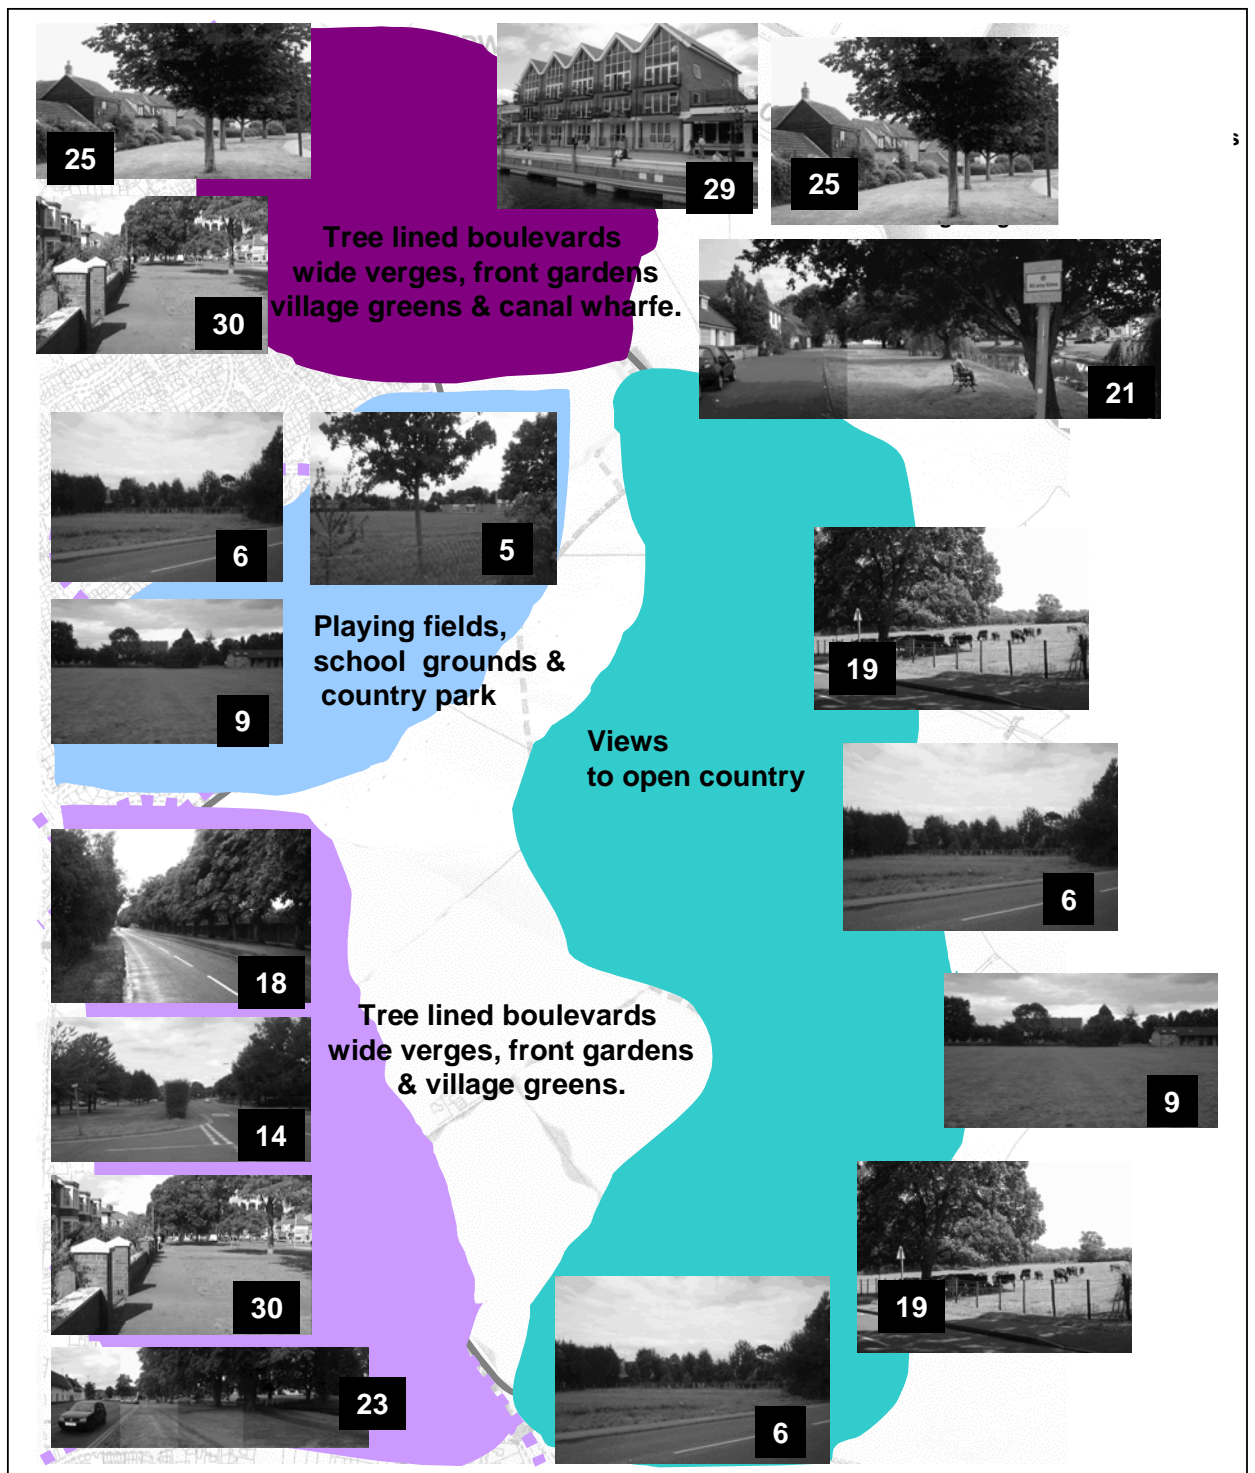 25
29
25
Tree lined boulevards
wide verges, front gardens
village greens & canal wharfe.
30
21
6
5
Playing fields,
school grounds &
country park
9
19
Views
to open country
6
18
Tree lined boulevards
wide verges, front gardens
& village greens.
14
9
30
19
23
6